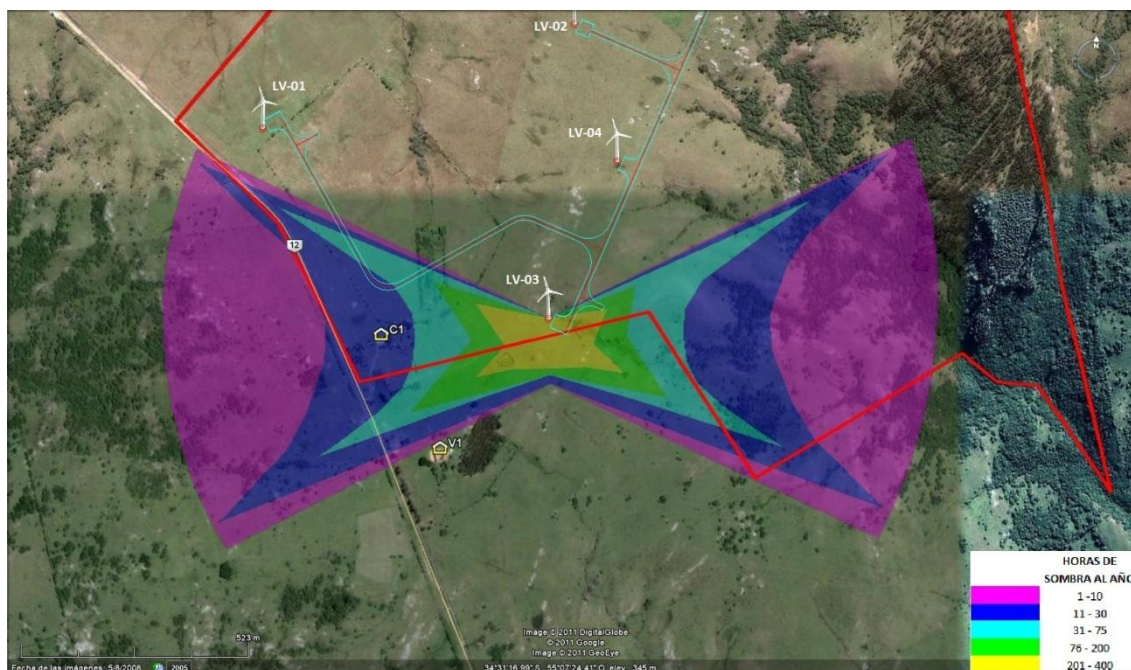 LV-02
LV-01
LV-04
N
12
LV-03
C1
V1
HORAS DE
SOMBRA AL AÑO
1 -10
11 - 30
31 - 75
76 - 200
201 - 400
523 m
Image © 2011 DigitalGlobe
© 2011 Google
Image © 2011 GeoEye
Fecha de las imágenes: 5/8/2008
2005
34°31'16.99" S 55°07'24.41" O elev. 345 m